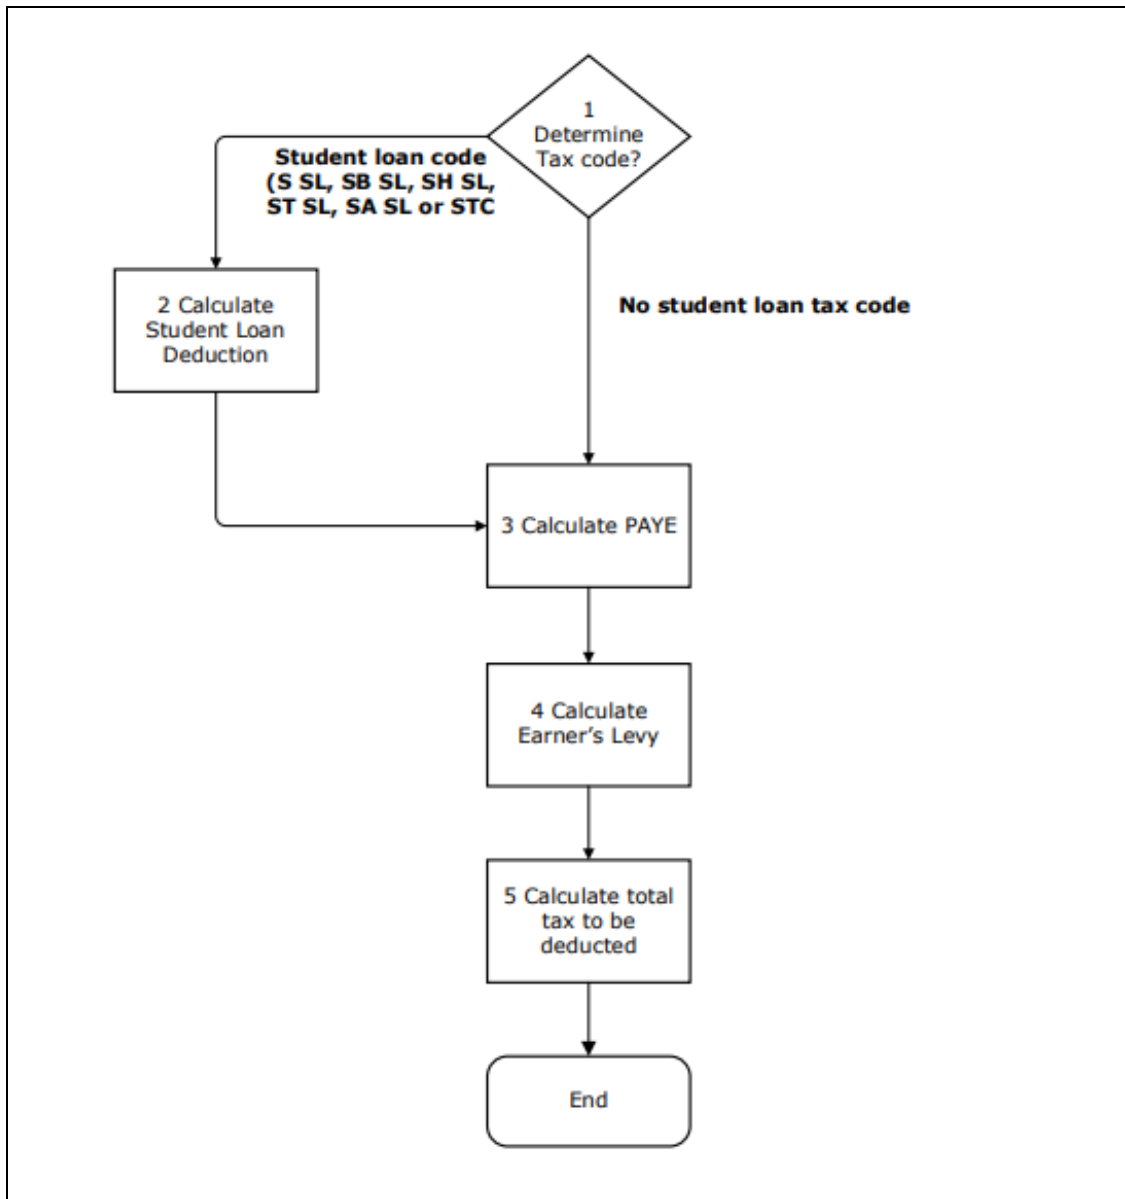 1
Determine
Tax code?
Student loan code
(S SL, SB SL, SH SL,
ST SL, SA SL or STC
2 Calculate
Student Loan
Deduction
No student loan tax code
3 Calculate PAYE
4 Calculate
Earner’s Levy
5 Calculate total
tax to be
deducted
End